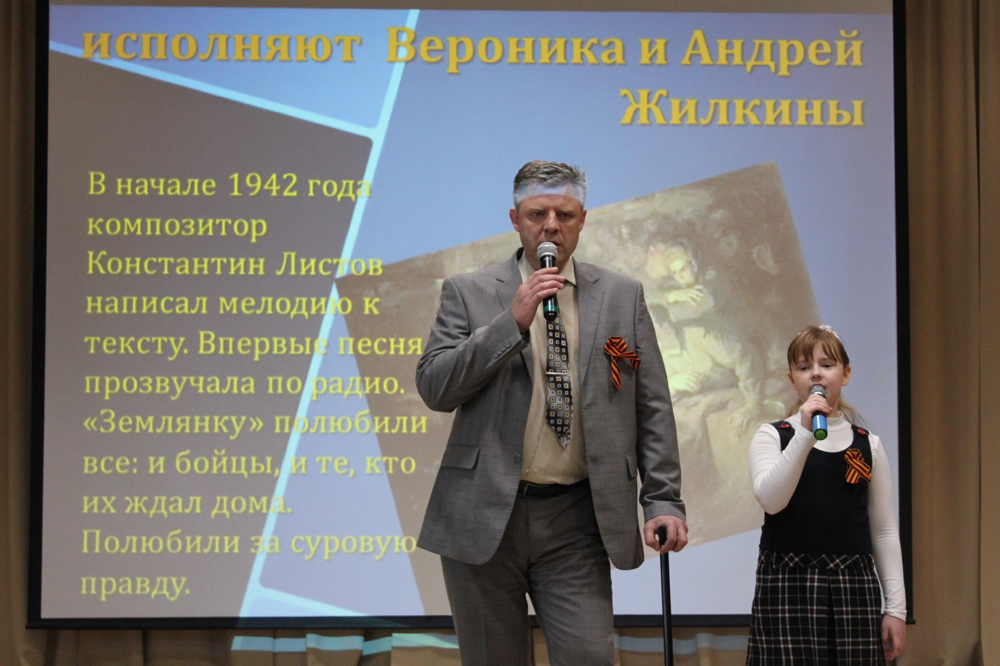 исполняют Вероника и Андрей
Жилкины
В начале 1942 года
композитор
Константин Листов
написал мелодию к
тексту. Впервые песня
прозвучала по радио.
«Землянку» полюбили
все: и бойцы, и те, кто
их ждал дома.
Полюбили за суровую
правду.